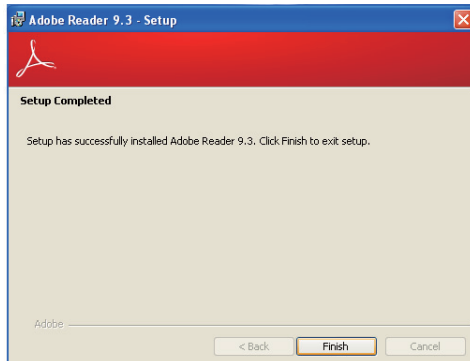 Adobe Reader 9.3 - Setup
Setup Completed
Setup has successfully installed Adobe Reader 9.3. Click Finish to exit setup.
Adobe
< Back Finish Cancel